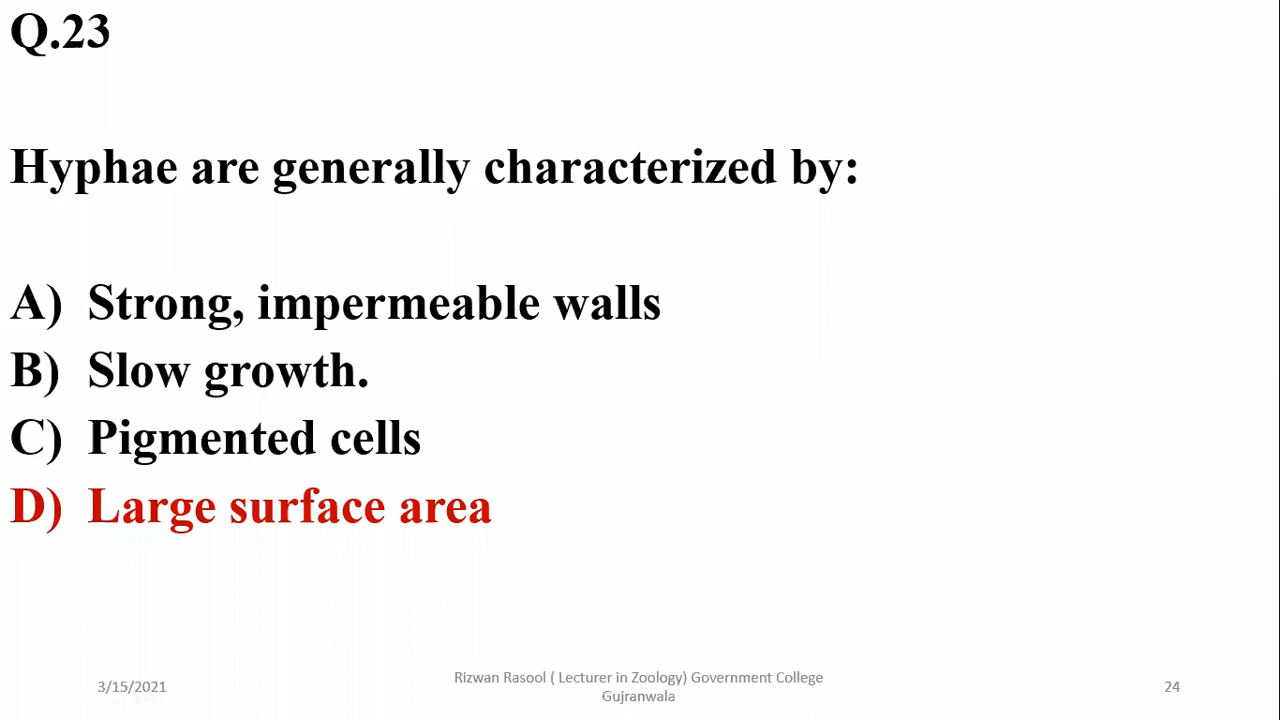 Q.23
Hyphae are generally characterized by:
A) Strong, impermeable walls
B) Slow growth.
C) Pigmented cells
D) Large surface area
3/15/2021
Rizwan Rasool ( Lecturer in Zoology) Government College
Gujranwala
24